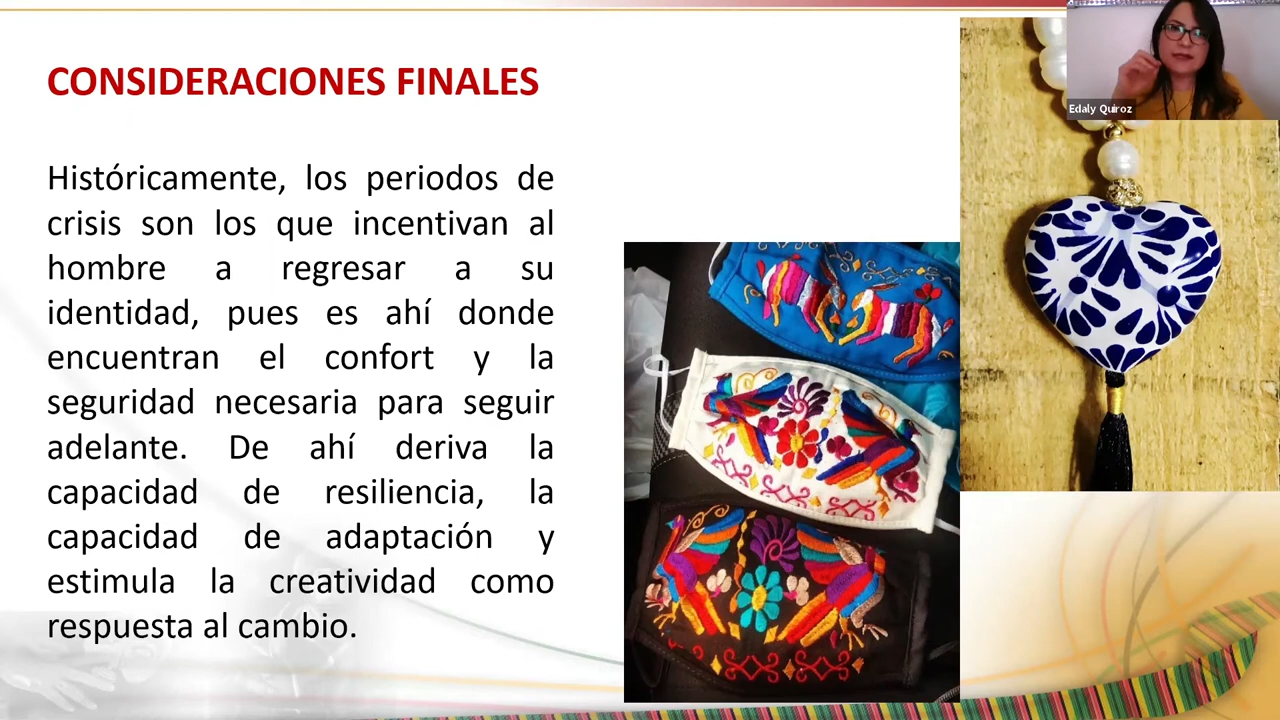 CONSIDERACIONES FINALES
Históricamente, los periodos de
crisis son los que incentivan al
hombre a regresar a su
identidad, pues es ahí donde
encuentran el confort y la
seguridad necesaria para seguir
adelante. De ahí deriva la
capacidad de resiliencia, la
capacidad de adaptación y
estimula la creatividad como
respuesta al cambio.
Edaly Quiroz